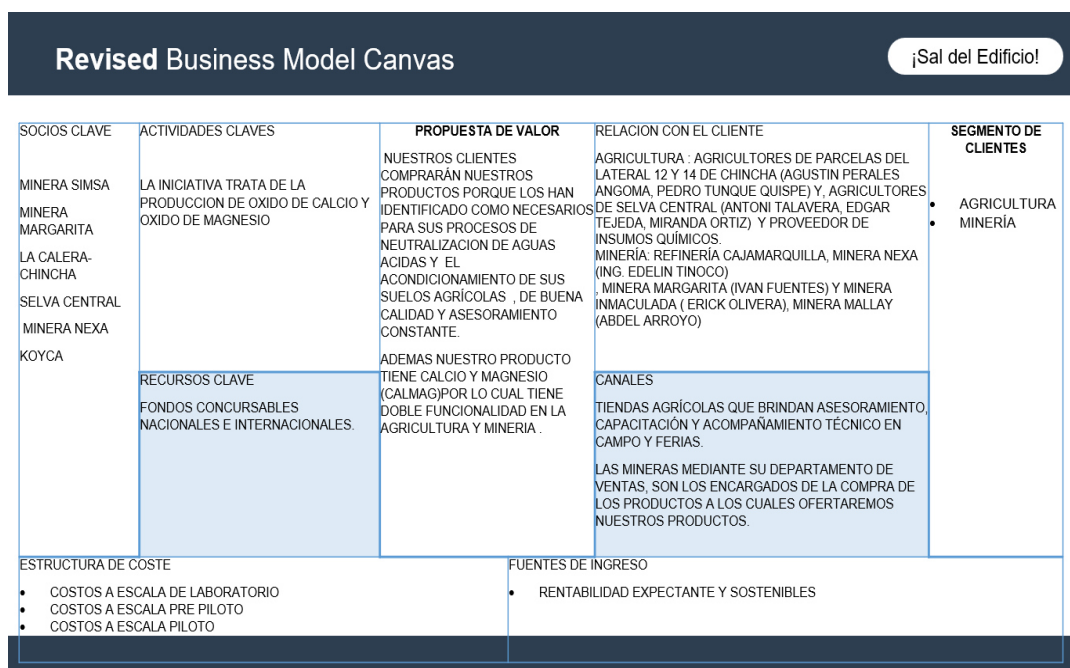 Revised Business Model Canvas
¡Sal del Edificio!
SOCIOS CLAVE
MINERA SIMSA
MINERA
MARGARITA
LA CALERA-
CHINCHA
SELVA CENTRAL
MINERA NEXA
KOYCA
ACTIVIDADES CLAVES
LA INICIATIVA TRATA DE LA
PRODUCCION DE OXIDO DE CALCIO Y
OXIDO DE MAGNESIO
RECURSOS CLAVE
FONDOS CONCURSABLES
NACIONALES E INTERNACIONALES.
PROPUESTA DE VALOR
NUESTROS CLIENTES
COMPRARÁN NUESTROS
PRODUCTOS PORQUE LOS HAN
IDENTIFICADO COMO NECESARIOS
PARA SUS PROCESOS DE
NEUTRALIZACION DE AGUAS
ACIDAS Y EL
ACONDICIONAMIENTO DE SUS
SUELOS AGRÍCOLAS , DE BUENA
CALIDAD Y ASESORAMIENTO
CONSTANTE.
ADEMAS NUESTRO PRODUCTO
TIENE CALCIO Y MAGNESIO
(CALMAG)POR LO CUAL TIENE
DOBLE FUNCIONALIDAD EN LA
AGRICULTURA Y MINERIA .
RELACION CON EL CLIENTE
AGRICULTURA : AGRICULTORES DE PARCELAS DEL
LATERAL 12 Y 14 DE CHINCHA (AGUSTIN PERALES
ANGOMA, PEDRO TUNQUE QUISPE) Y, AGRICULTORES
DE SELVA CENTRAL (ANTONI TALAVERA, EDGAR
TEJEDA, MIRANDA ORTIZ) Y PROVEEDOR DE
INSUMOS QUÍMICOS.
MINERÍA: REFINERÍA CAJAMARQUILLA, MINERA NEXA
(ING. EDELIN TINOCO)
, MINERA MARGARITA (IVAN FUENTES) Y MINERA
INMACULADA ( ERICK OLIVERA), MINERA MALLAY
(ABDEL ARROYO)
CANALES
TIENDAS AGRÍCOLAS QUE BRINDAN ASESORAMIENTO,
CAPACITACIÓN Y ACOMPAÑAMIENTO TÉCNICO EN
CAMPO Y FERIAS.
LAS MINERAS MEDIANTE SU DEPARTAMENTO DE
VENTAS, SON LOS ENCARGADOS DE LA COMPRA DE
LOS PRODUCTOS A LOS CUALES OFERTAREMOS
NUESTROS PRODUCTOS.
SEGMENTO DE
CLIENTES
• AGRICULTURA
• MINERÍA
ESTRUCTURA DE COSTE
• COSTOS A ESCALA DE LABORATORIO
• COSTOS A ESCALA PRE PILOTO
• COSTOS A ESCALA PILOTO
FUENTES DE INGRESO
• RENTABILIDAD EXPECTANTE Y SOSTENIBLES